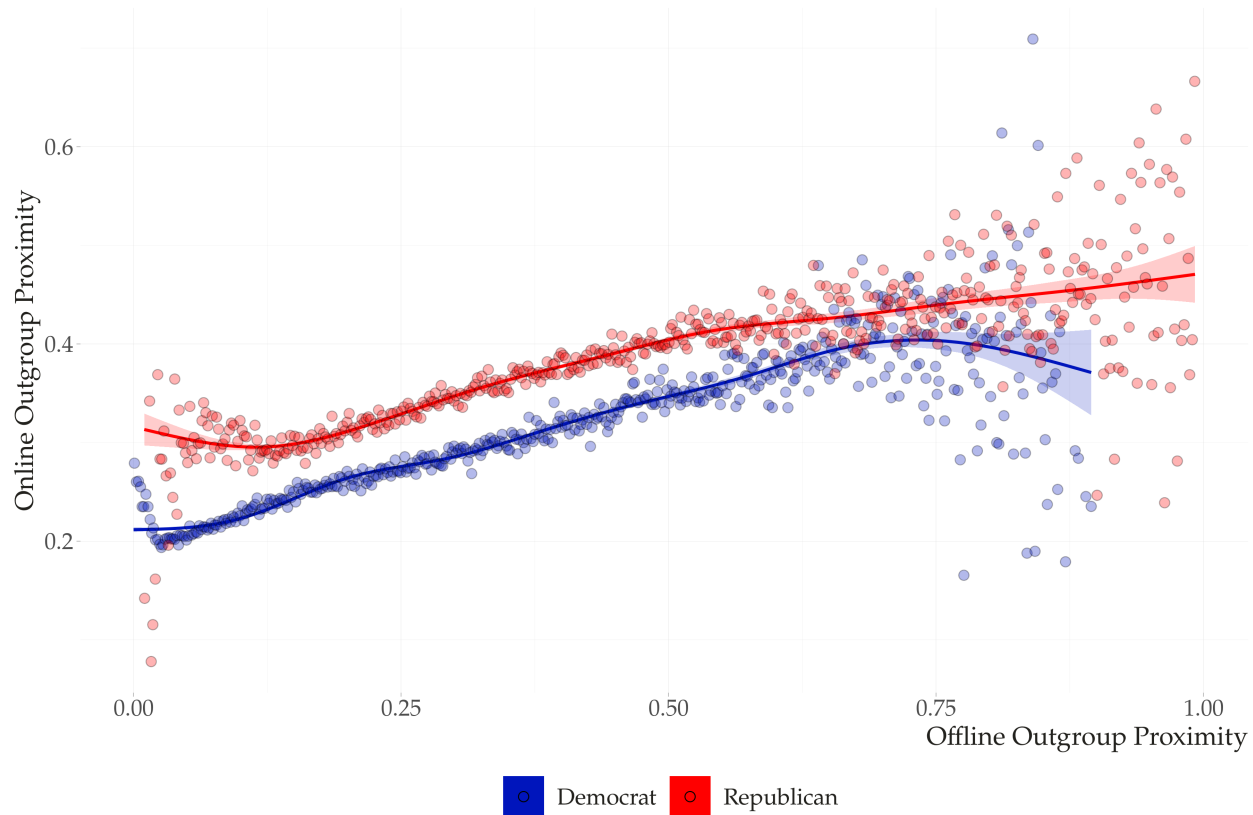 Online Outgroup Proximity
0.6
0.4
0.2
0.00 0.25 0.50 0.75 1.00
Offline Outgroup Proximity
Democrat Republican